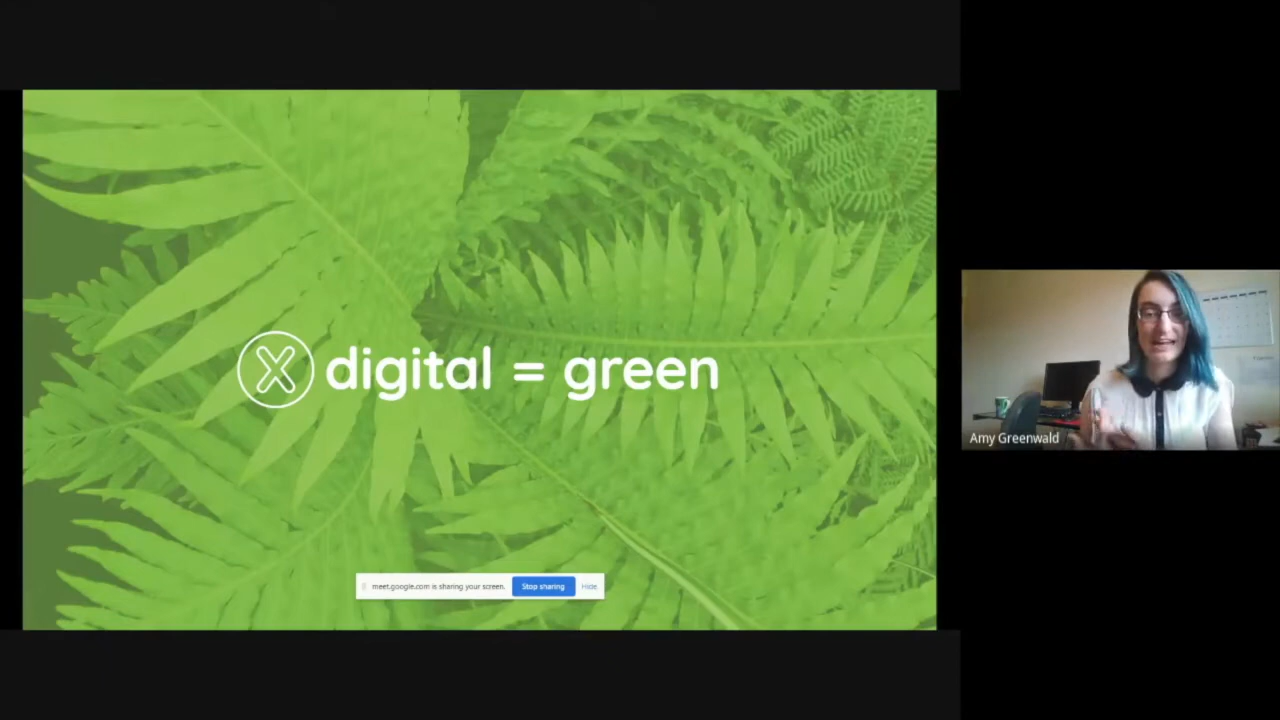 X digital = green
meet.google.com is sharing your screen. Stop sharing Hide
Amy Greenwald